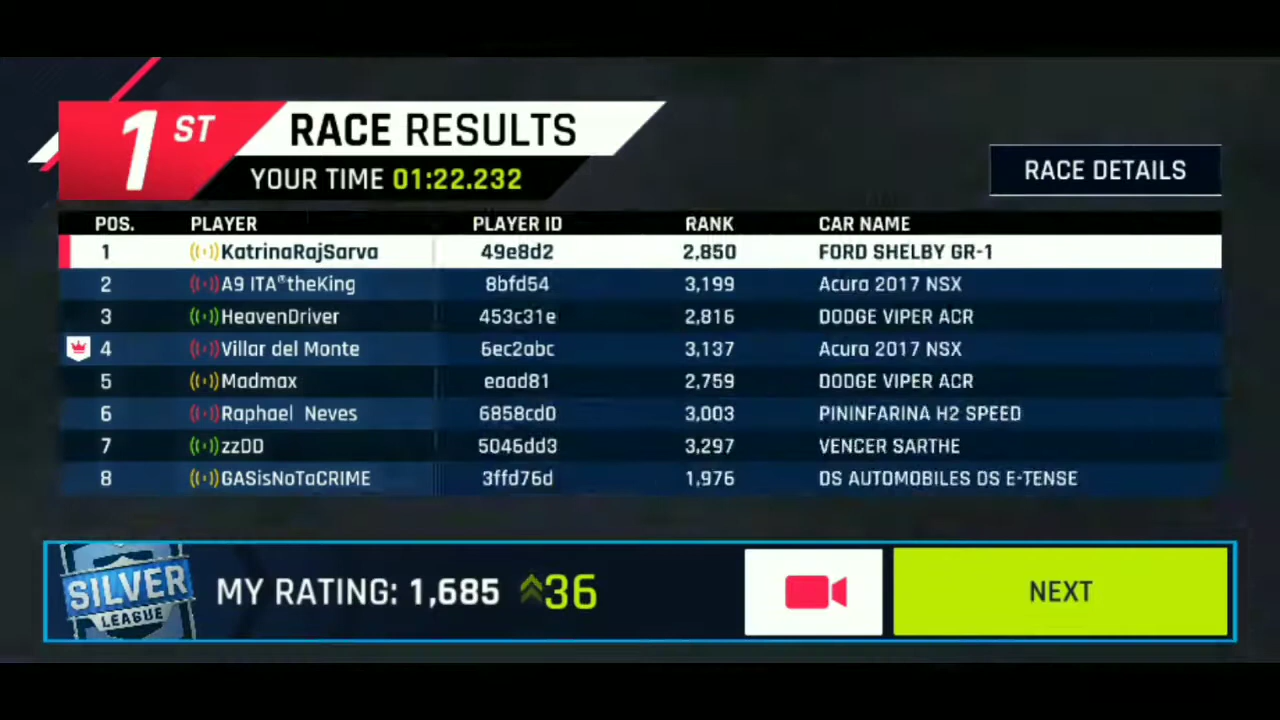 1ST RACE RESULTS
YOUR TIME 01:22.232
RACE DETAILS
POS. PLAYER PLAYER ID RANK CAR NAME
1 KatrinaRajSarva 49e8d2 2,850 FORD SHELBY GR-1
2 A9 ITA theKing 8bfd54 3,199 Acura 2017 NSX
3 HeavenDriver 453c31e 2,816 DODGE VIPER ACR
4 Villar del Monte 6ec2abc 3,137 Acura 2017 NSX
5 Madmax eaad81 2,759 DODGE VIPER ACR
6 Raphael Neves 6858cd0 3,003 PININFARINA H2 SPEED
7 zzDD 5046dd3 3,297 VENCER SARTHE
8 GASisNoTaCRIME 3ffd76d 1,976 DS AUTOMOBILES DS E-TENSE
SILVER LEAGUE
MY RATING: 1,685 36
NEXT